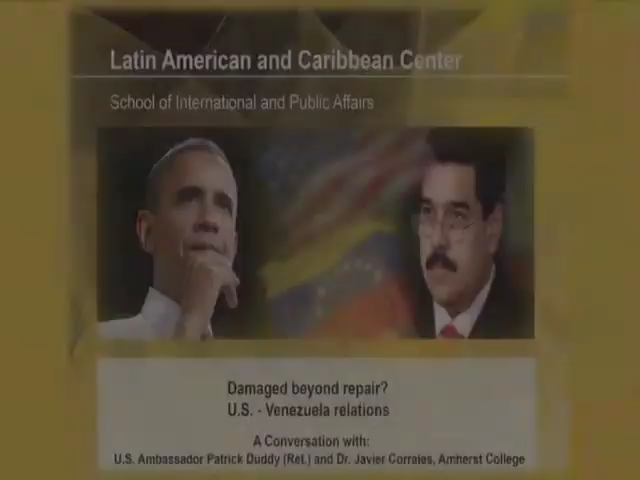 Latin American and Caribbean Center
School of International and Public Affairs
Damaged beyond repair?
U.S. - Venezuela relations
A Conversation with:
U.S. Ambassador Patrick Duddy (Ret.) and Dr. Javier Corrales, Amherst College